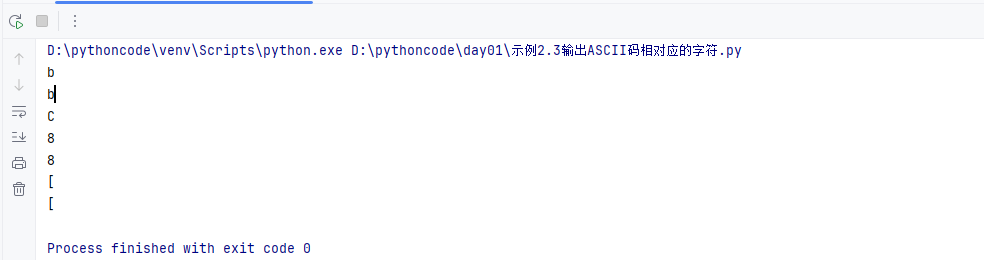 D:\pythoncode\venv\Scripts\python.exe D:\pythoncode\day01\示例2.3输出ASCII码相对应的字符.py
b
b
C
8
8
[
[
Process finished with exit code 0